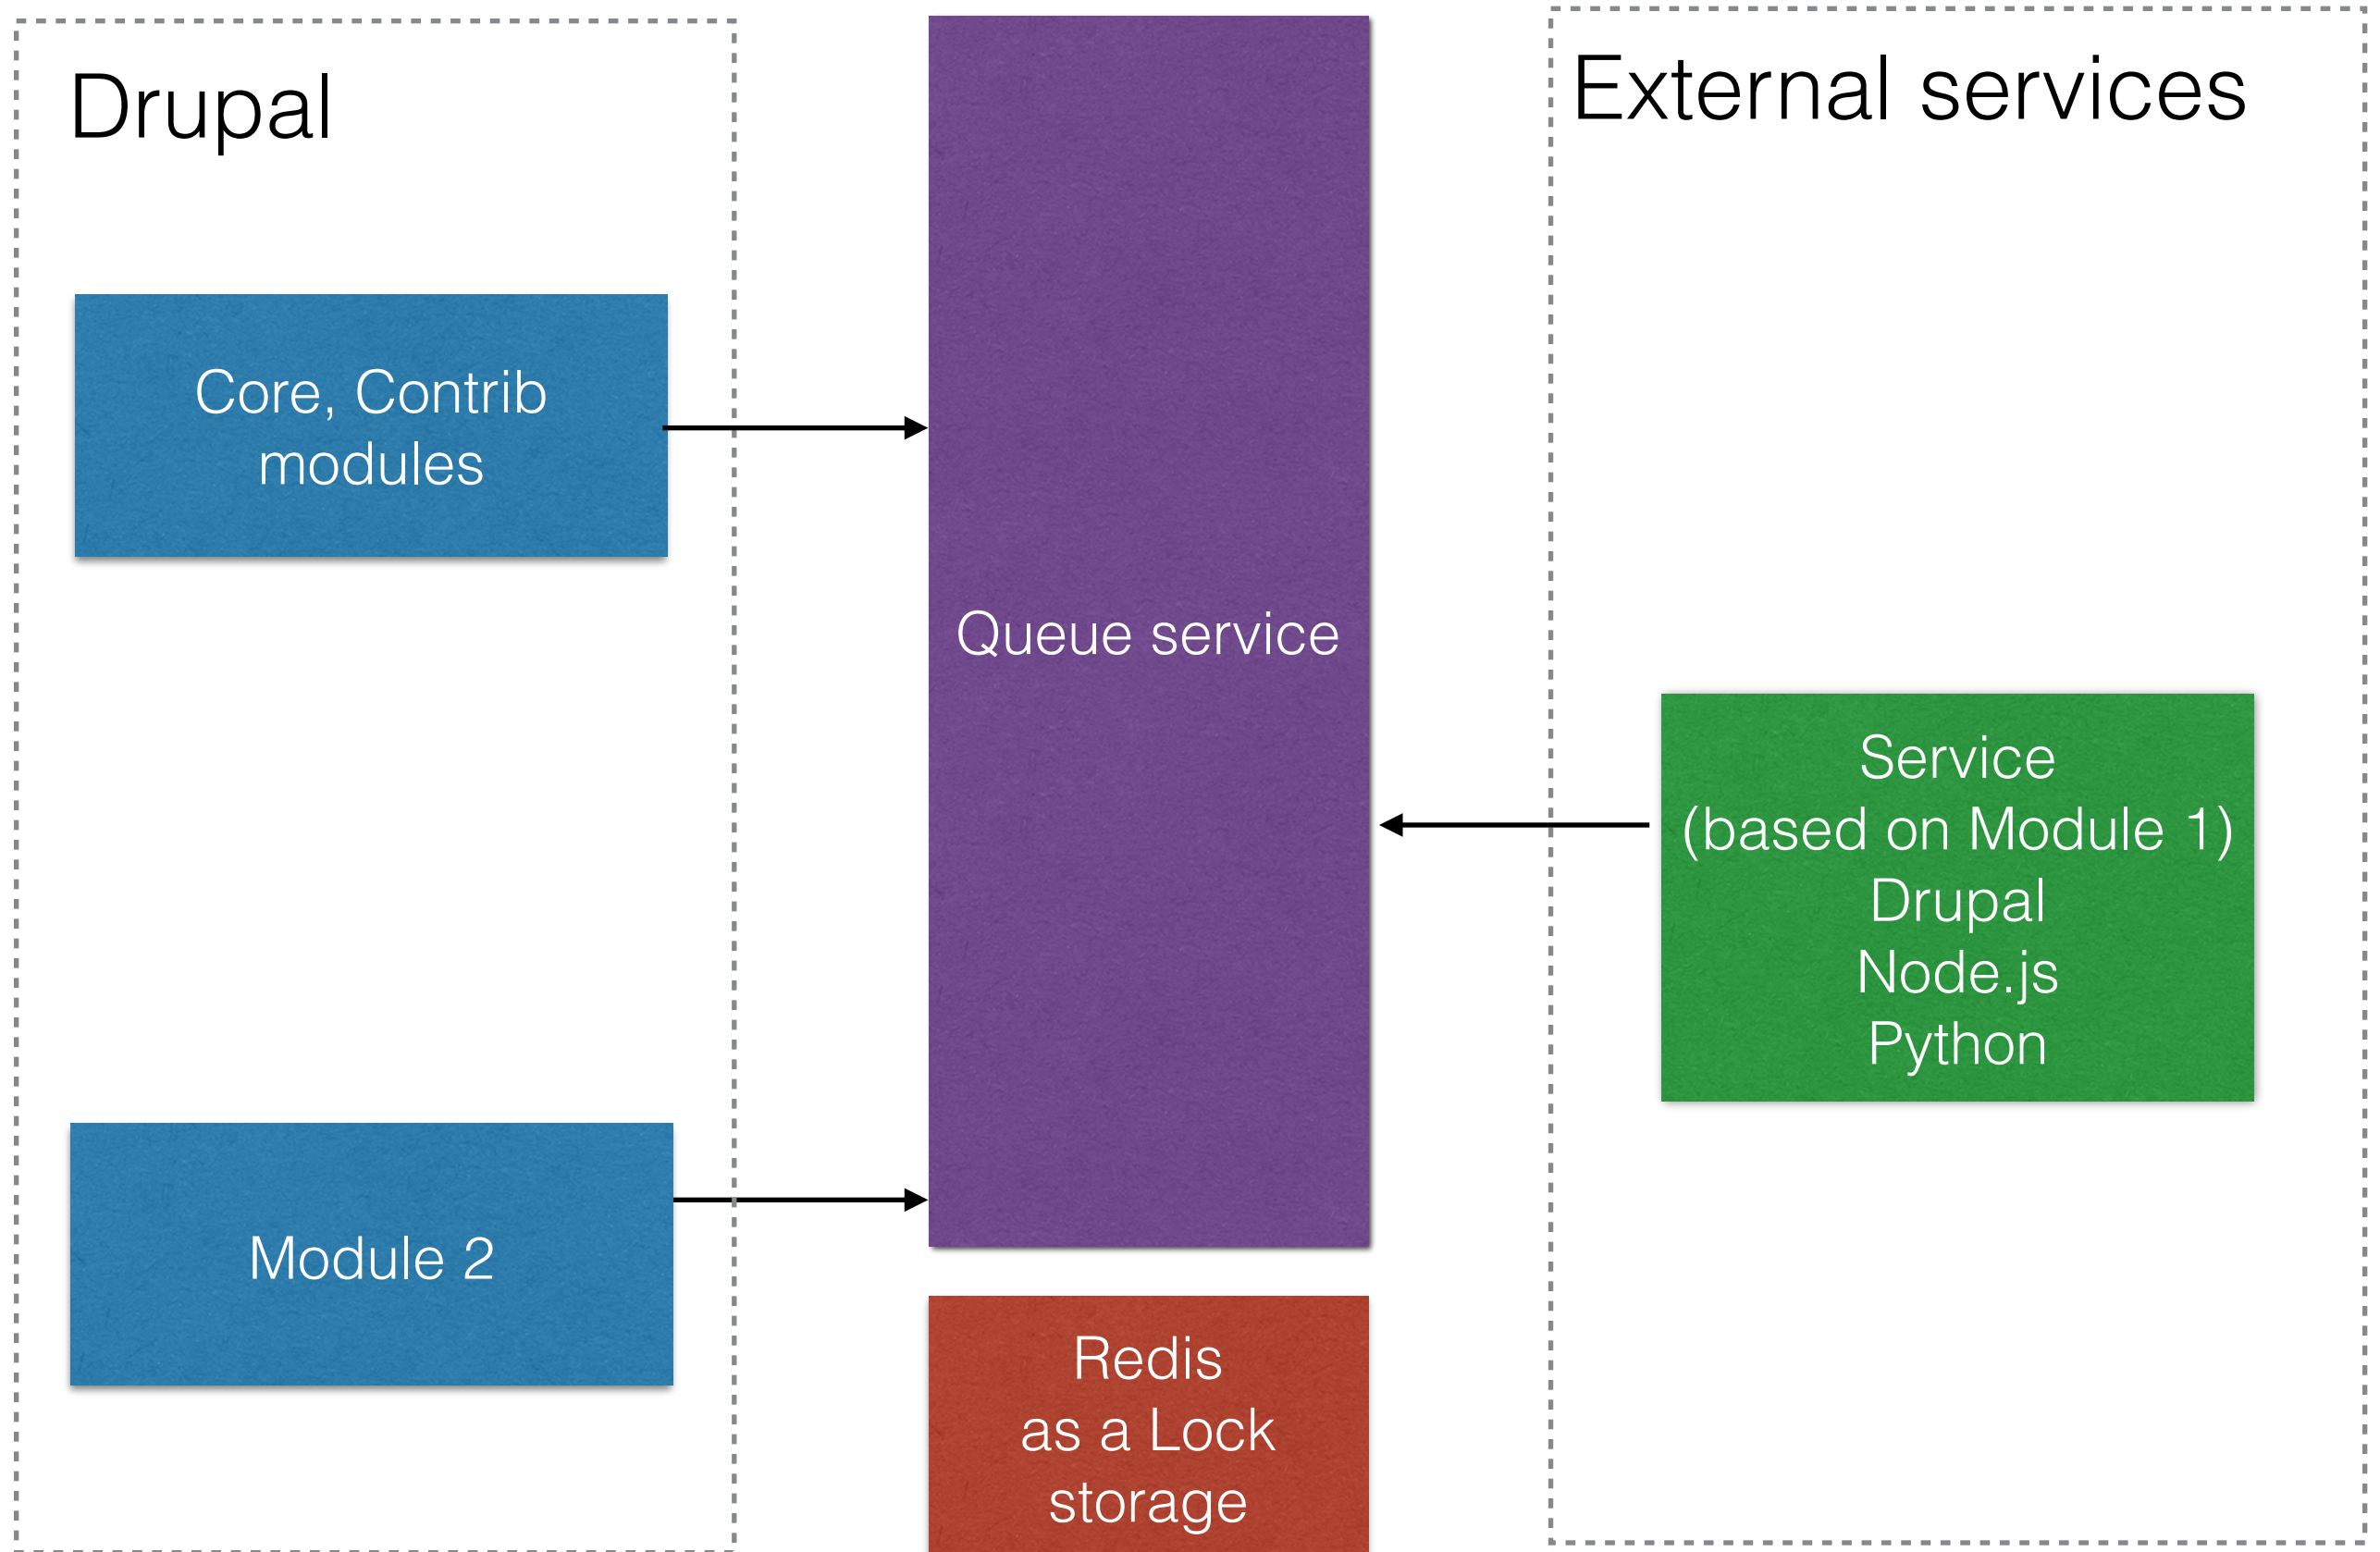 Drupal
Core, Contrib
modules
Module 2
Queue service
Redis
as a Lock
storage
External services
Service
(based on Module 1)
Drupal
Node.js
Python